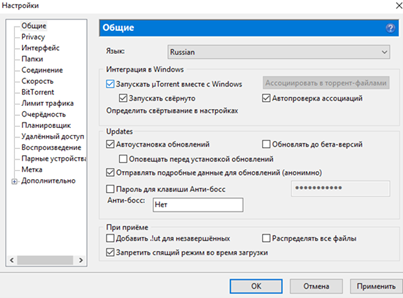 Настройки
Общие
Privacy
Интерфейс
Папки
Соединение
Скорость
BitTorrent
Лимит трафика
Очерёдность
Планировщик
Удалённый доступ
Воспроизведение
Парные устройства
Метка
Дополнительно
Общие
Язык: Russian
Интеграция в Windows
Запускать µTorrent вместе с Windows Ассоциировать в торрент-файлами
Запускать свёрнуто Автопроверка ассоциаций
Определить свёртывание в настройках
Updates
Автоустановка обновлений Обновлять до бета-версий
Оповещать перед установкой обновлений
Отправлять подробные данные для обновлений (анонимно)
Пароль для клавиши Анти-босс ***********
Анти-босс: Нет
При приёме
Добавить .!ut для незавершённых Распределять все файлы
Запретить спящий режим во время загрузки
OK Отмена Применить